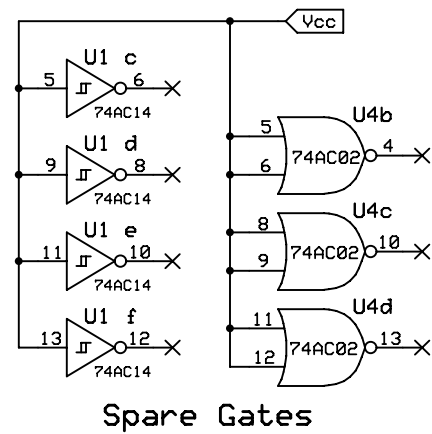 Vcc
U1 c
5 6
74AC14
U1 d
9 8
74AC14
U1 e
11 10
74AC14
U1 f
13 12
74AC14
U4b
5 4
74AC02
6
U4c
8 10
74AC02
9
U4d
11 13
74AC02
12
Spare Gates